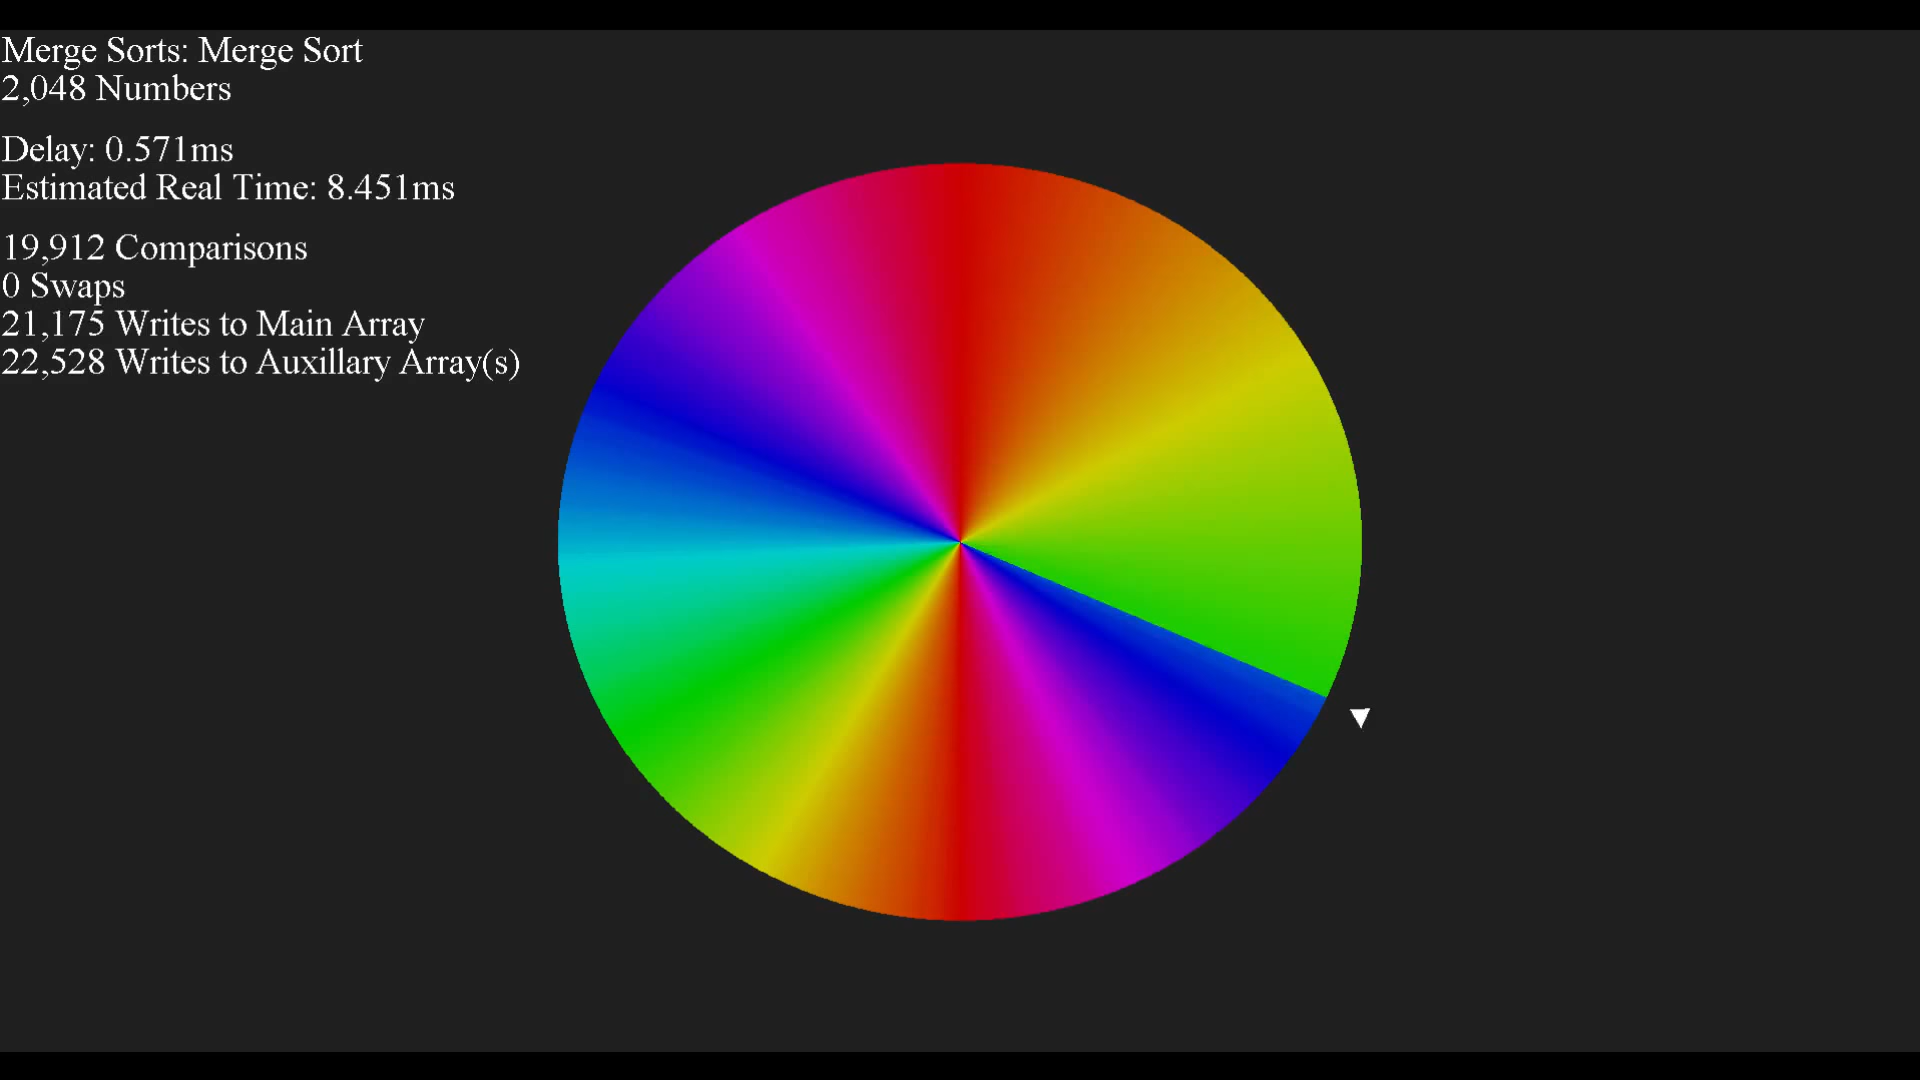 Merge Sorts: Merge Sort
2,048 Numbers
Delay: 0.571ms
Estimated Real Time: 8.451ms
19,912 Comparisons
0 Swaps
21,175 Writes to Main Array
22,528 Writes to Auxillary Array(s)